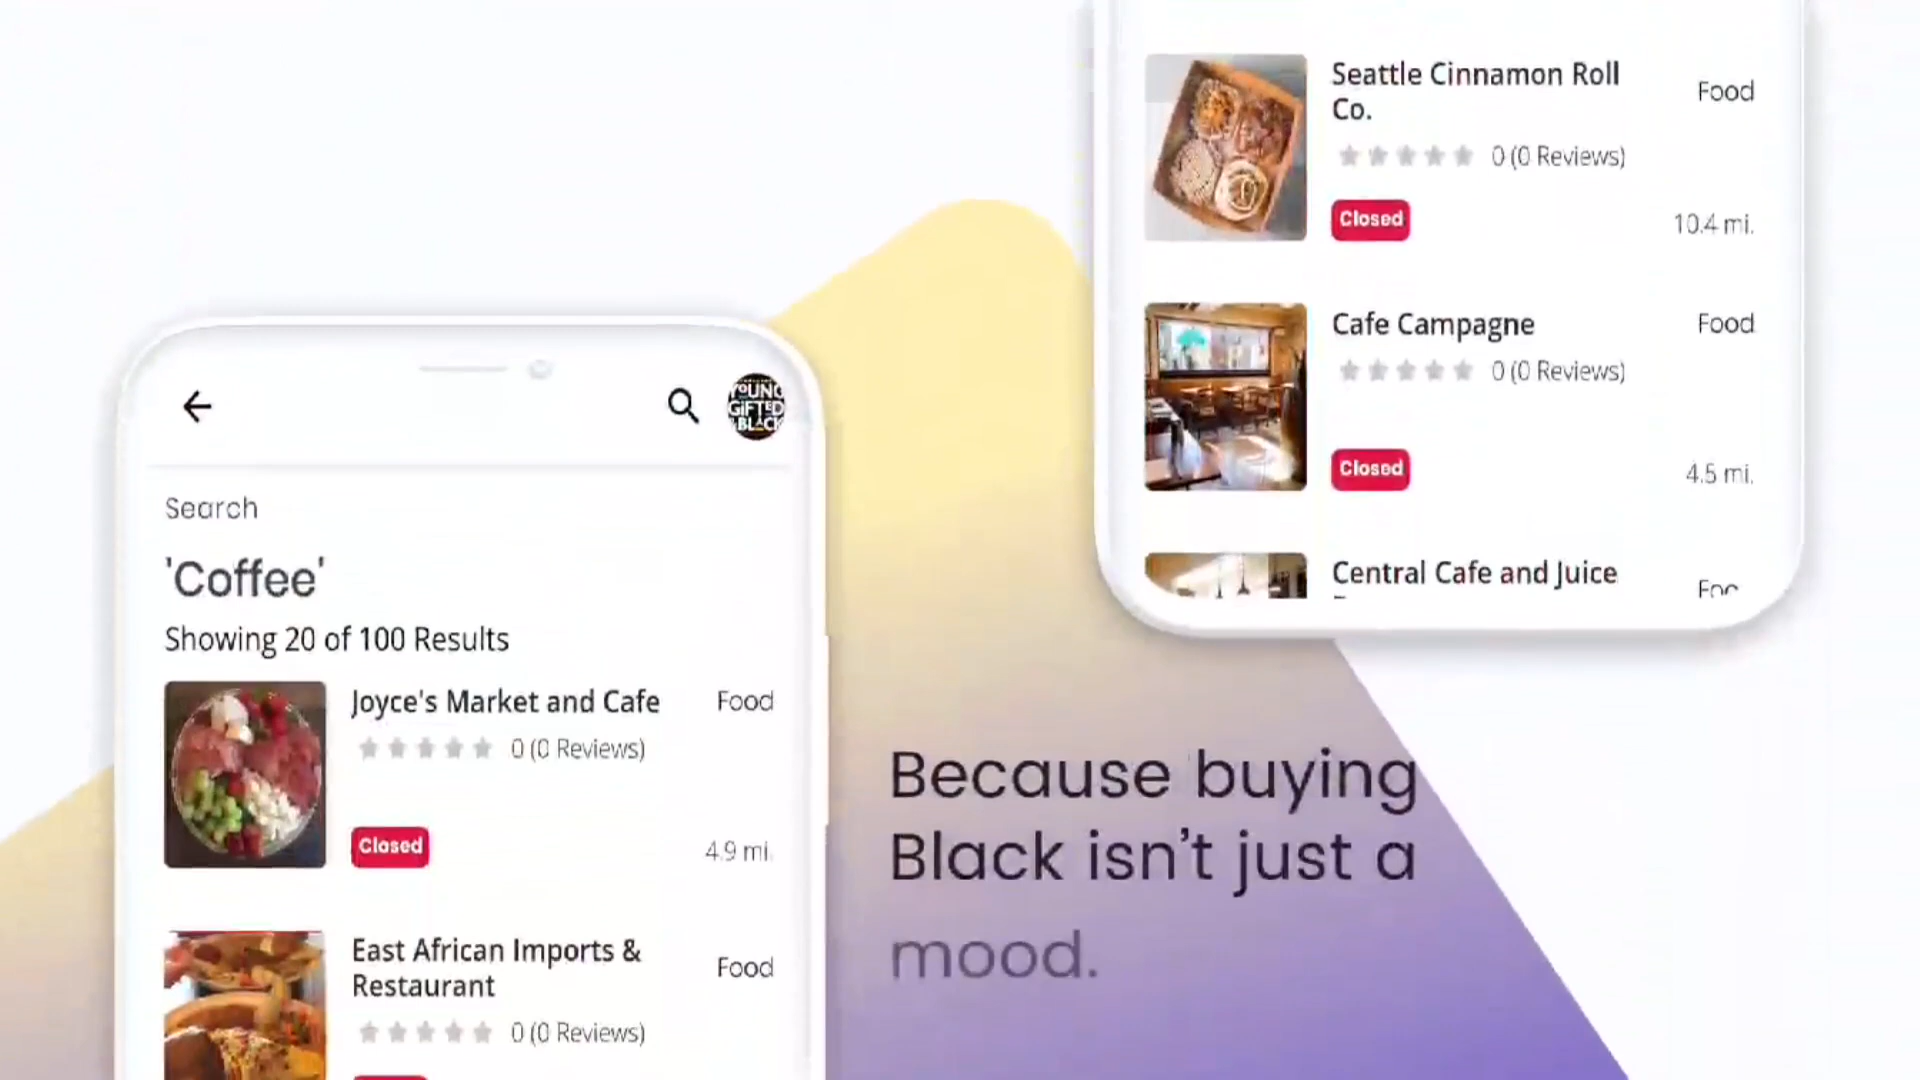 YOUNG
GIFTED
BLACK
Search
'Coffee'
Showing 20 of 100 Results
Joyce's Market and Cafe
Food
0 (0 Reviews)
Closed
4.9 mi.
East African Imports &
Restaurant
Food
0 (0 Reviews)
Seattle Cinnamon Roll
Co.
Food
0 (0 Reviews)
Closed
10.4 mi.
Cafe Campagne
Food
0 (0 Reviews)
Closed
4.5 mi.
Central Cafe and Juice
Because buying
Black isn't just a
mood.